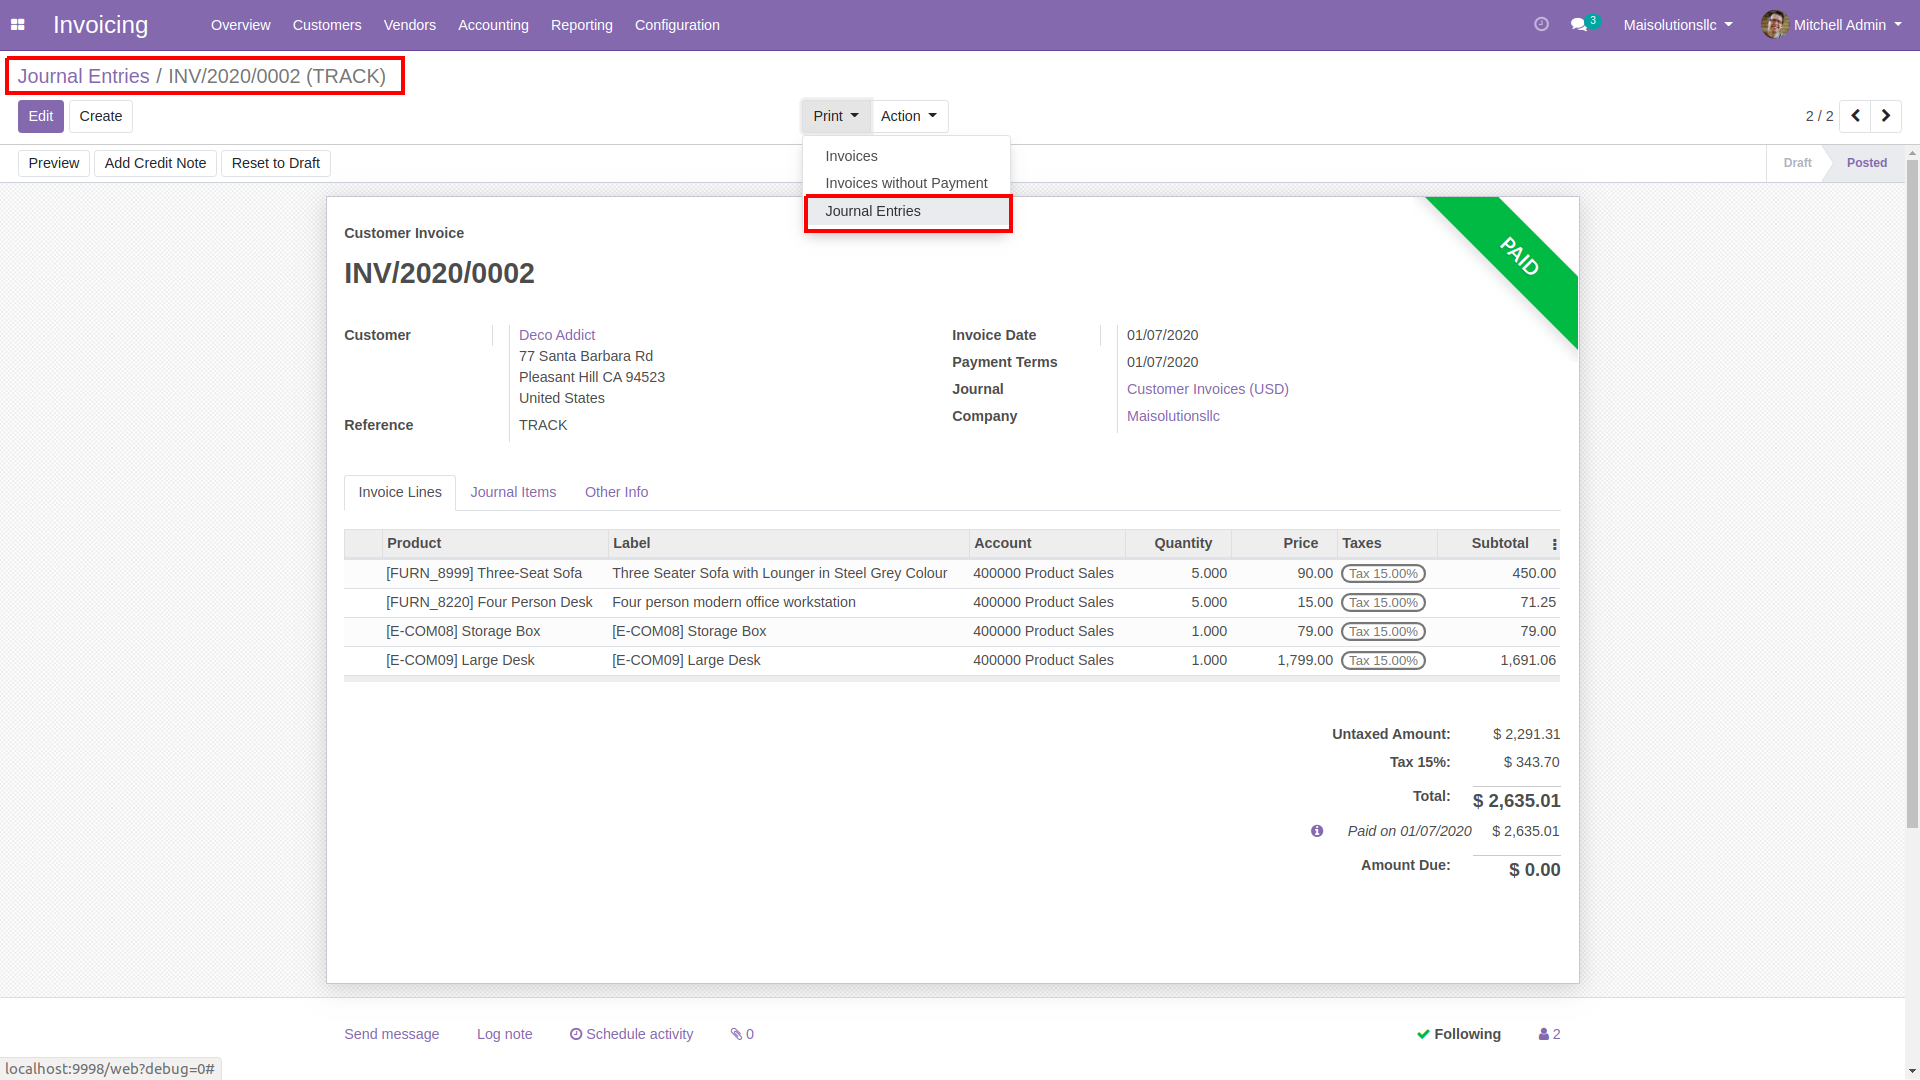 Invoicing Overview Customers Vendors Accounting Reporting Configuration 3 Maisolutionsllc Mitchell Admin
Journal Entries / INV/2020/0002 (TRACK)
Edit Create Print Action 2 / 2
Preview Add Credit Note Reset to Draft Draft Posted
Invoices
Invoices without Payment
Journal Entries
PAID
Customer Invoice
INV/2020/0002
Customer Deco Addict
77 Santa Barbara Rd
Pleasant Hill CA 94523
United States
Reference TRACK
Invoice Date 01/07/2020
Payment Terms 01/07/2020
Journal Customer Invoices (USD)
Company Maisolutionsllc
Invoice Lines Journal Items Other Info
Product Label Account Quantity Price Taxes Subtotal
[FURN_8999] Three-Seat Sofa Three Seater Sofa with Lounger in Steel Grey Colour 400000 Product Sales 5.000 90.00 Tax 15.00% 450.00
[FURN_8220] Four Person Desk Four person modern office workstation 400000 Product Sales 5.000 15.00 Tax 15.00% 71.25
[E-COM08] Storage Box [E-COM08] Storage Box 400000 Product Sales 1.000 79.00 Tax 15.00% 79.00
[E-COM09] Large Desk [E-COM09] Large Desk 400000 Product Sales 1.000 1,799.00 Tax 15.00% 1,691.06
Untaxed Amount: $ 2,291.31
Tax 15%: $ 343.70
Total: $ 2,635.01
Paid on 01/07/2020 $ 2,635.01
Amount Due: $ 0.00
Send message Log note Schedule activity 0 Following 2
localhost:9998/web?debug=0#